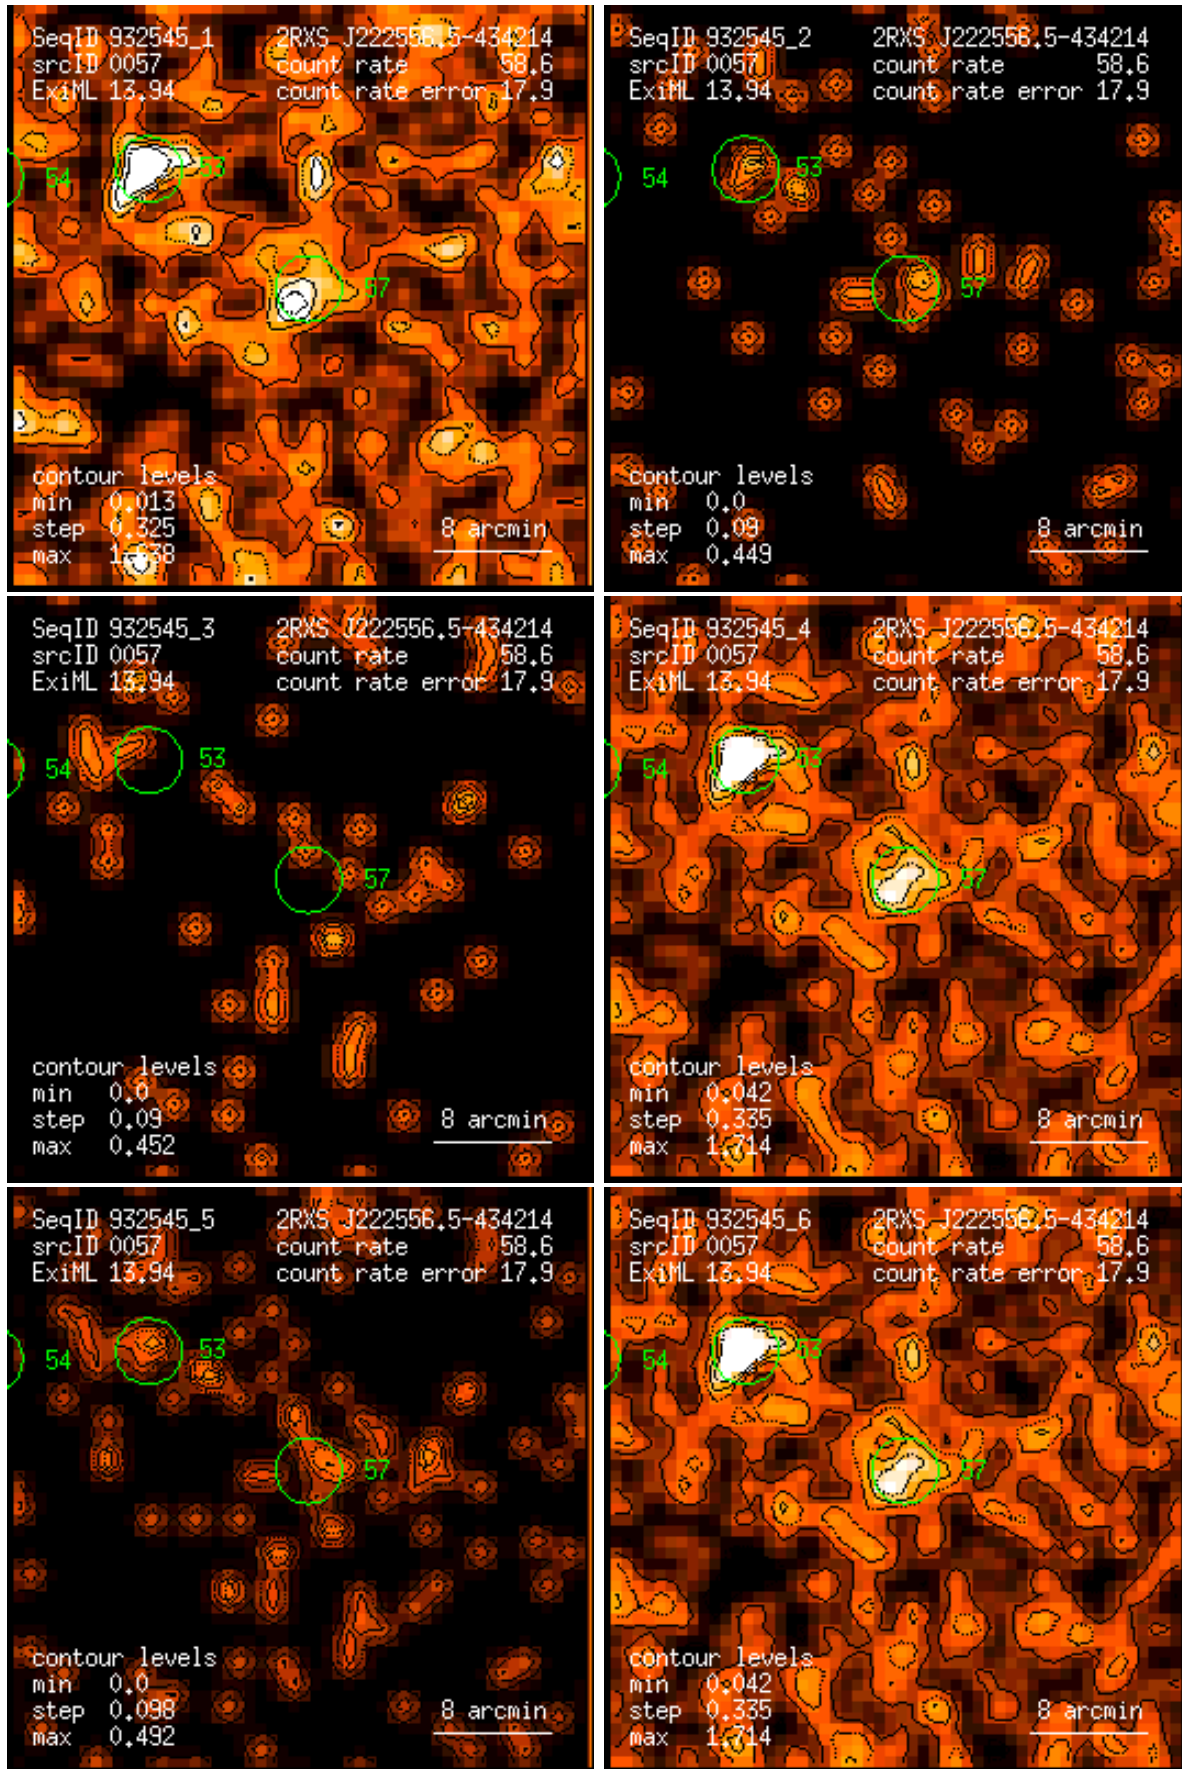 SeqID 932545_1 2RXS J222556.5-434214
srcID 0057 count rate 58.6
ExiML 13.94 count rate error 17.9
53
54
57
contour levels
min 0.013
step 0.325
max 1.638 8 arcmin
SeqID 932545_2 2RXS J222556.5-434214
srcID 0057 count rate 58.6
ExiML 13.94 count rate error 17.9
53
54
57
contour levels
min 0.0
step 0.09
max 0.449 8 arcmin
SeqID 932545_3 2RXS J222556.5-434214
srcID 0057 count rate 58.6
ExiML 13.94 count rate error 17.9
53
54
57
contour levels
min 0.0
step 0.09
max 0.452 8 arcmin
SeqID 932545_4 2RXS J222556.5-434214
srcID 0057 count rate 58.6
ExiML 13.94 count rate error 17.9
53
54
57
contour levels
min 0.042
step 0.335
max 1.714 8 arcmin
SeqID 932545_5 2RXS J222556.5-434214
srcID 0057 count rate 58.6
ExiML 13.94 count rate error 17.9
53
54
57
contour levels
min 0.0
step 0.098
max 0.492 8 arcmin
SeqID 932545_6 2RXS J222556.5-434214
srcID 0057 count rate 58.6
ExiML 13.94 count rate error 17.9
53
54
57
contour levels
min 0.042
step 0.335
max 1.714 8 arcmin